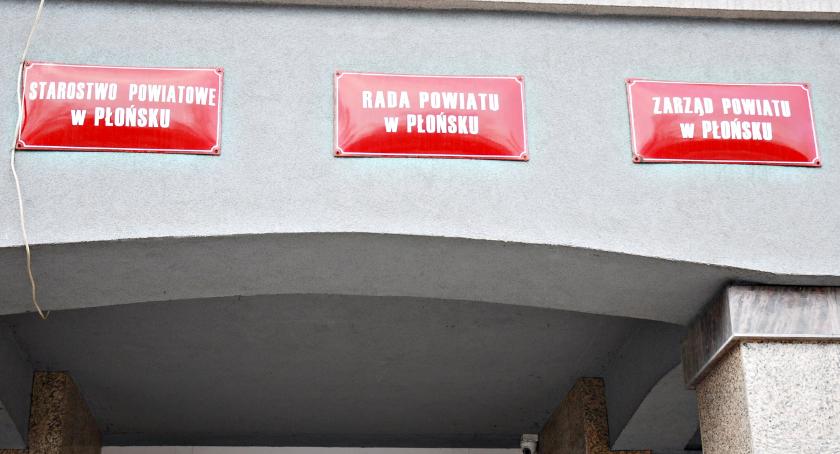 STAROSTWO POWIATOWE
w PŁOŃSKU
RADA POWIATU
w PŁOŃSKU
ZARZĄD POWIATU
w PŁOŃSKU